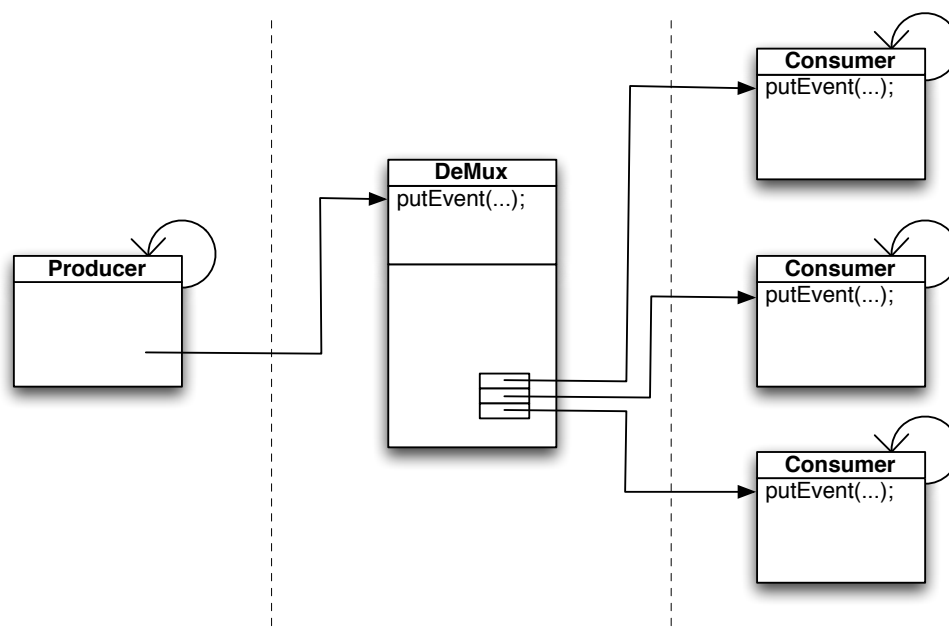 Producer
DeMux
putEvent(...);
Consumer
putEvent(...);
Consumer
putEvent(...);
Consumer
putEvent(...);